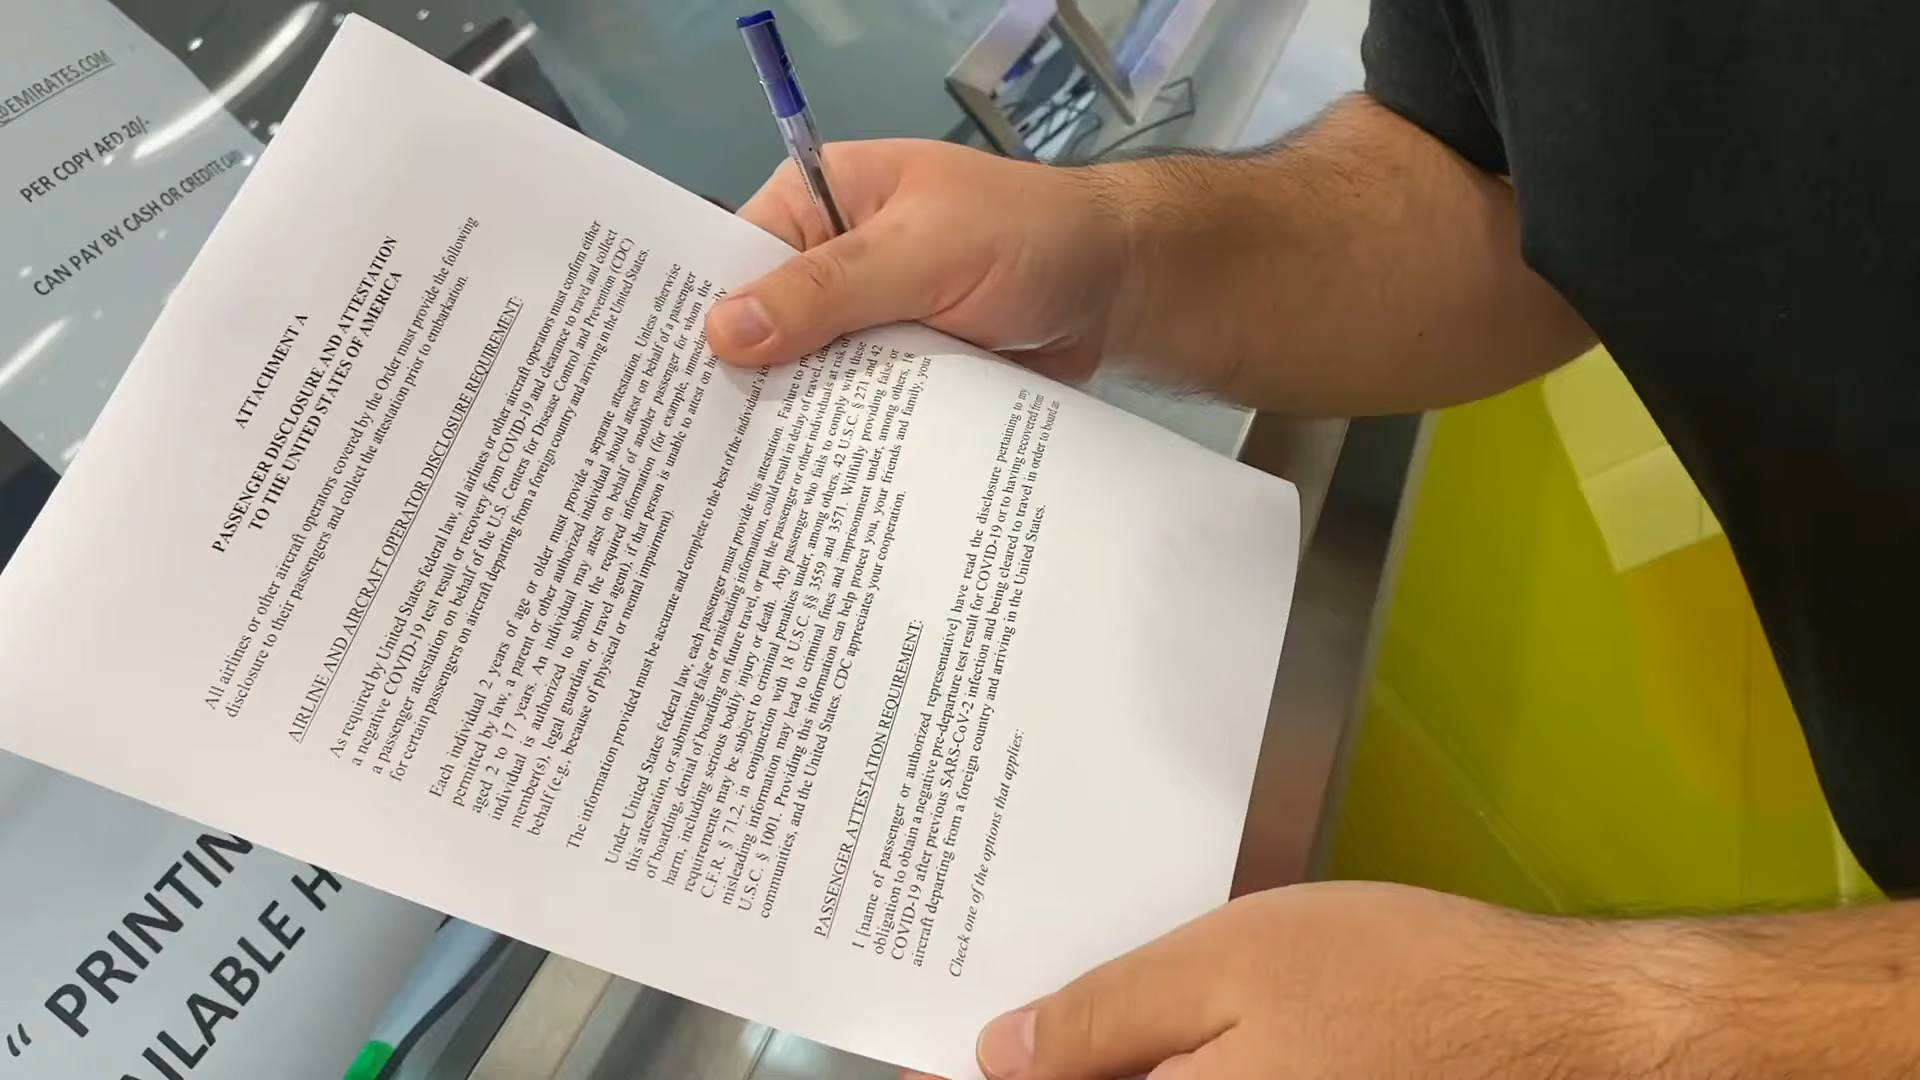 @EMIRATES.COM
PER COPY AED 20/-
CAN PAY BY CASH OR CREDITE CARD
ATTACHMENT A
PASSENGER DISCLOSURE AND ATTESTATION
TO THE UNITED STATES OF AMERICA
All airlines or other aircraft operators covered by the Order must provide the following
disclosure to their passengers and collect the attestation prior to embarkation.
AIRLINE AND AIRCRAFT OPERATOR DISCLOSURE REQUIREMENT:
As required by United States federal law, all airlines or other aircraft operators must confirm either
a negative COVID-19 test result or recovery from COVID-19 and clearance to travel and collect
a passenger attestation on behalf of the U.S. Centers for Disease Control and Prevention (CDC)
for certain passengers on aircraft departing from a foreign country and arriving in the United States.
Each individual 2 years of age or older must provide a separate attestation. Unless otherwise
permitted by law, a parent or other authorized individual should attest on behalf of a passenger
aged 2 to 17 years. An individual may attest on behalf of another passenger for whom the
individual is authorized to submit the required information (for example, immediate family
member(s), legal guardian, or travel agent), if that person is unable to attest on his
behalf (e.g., because of physical or mental impairment).
The information provided must be accurate and complete to the best of the individual's kn
Under United States federal law, each passenger must provide this attestation. Failure to pr
this attestation, or submitting false or misleading information, could result in delay of travel, den
of boarding, denial of boarding on future travel, or put the passenger or other individuals at risk of
harm, including serious bodily injury or death. Any passenger who fails to comply with these
requirements may be subject to criminal penalties under, among others, 42 U.S.C. § 271 and 42
C.F.R. § 71.2, in conjunction with 18 U.S.C. §§ 3559 and 3571. Willfully providing false or
misleading information may lead to criminal fines and imprisonment under, among others, 18
U.S.C. § 1001. Providing this information can help protect you, your friends and family, your
communities, and the United States. CDC appreciates your cooperation.
PASSENGER ATTESTATION REQUIREMENT:
I [name of passenger or authorized representative] have read the disclosure pertaining to my
obligation to obtain a negative pre-departure test result for COVID-19 or to having recovered from
COVID-19 after previous SARS-CoV-2 infection and being cleared to travel in order to board an
aircraft departing from a foreign country and arriving in the United States.
Check one of the options that applies:
“ PRINTIN
AILABLE H